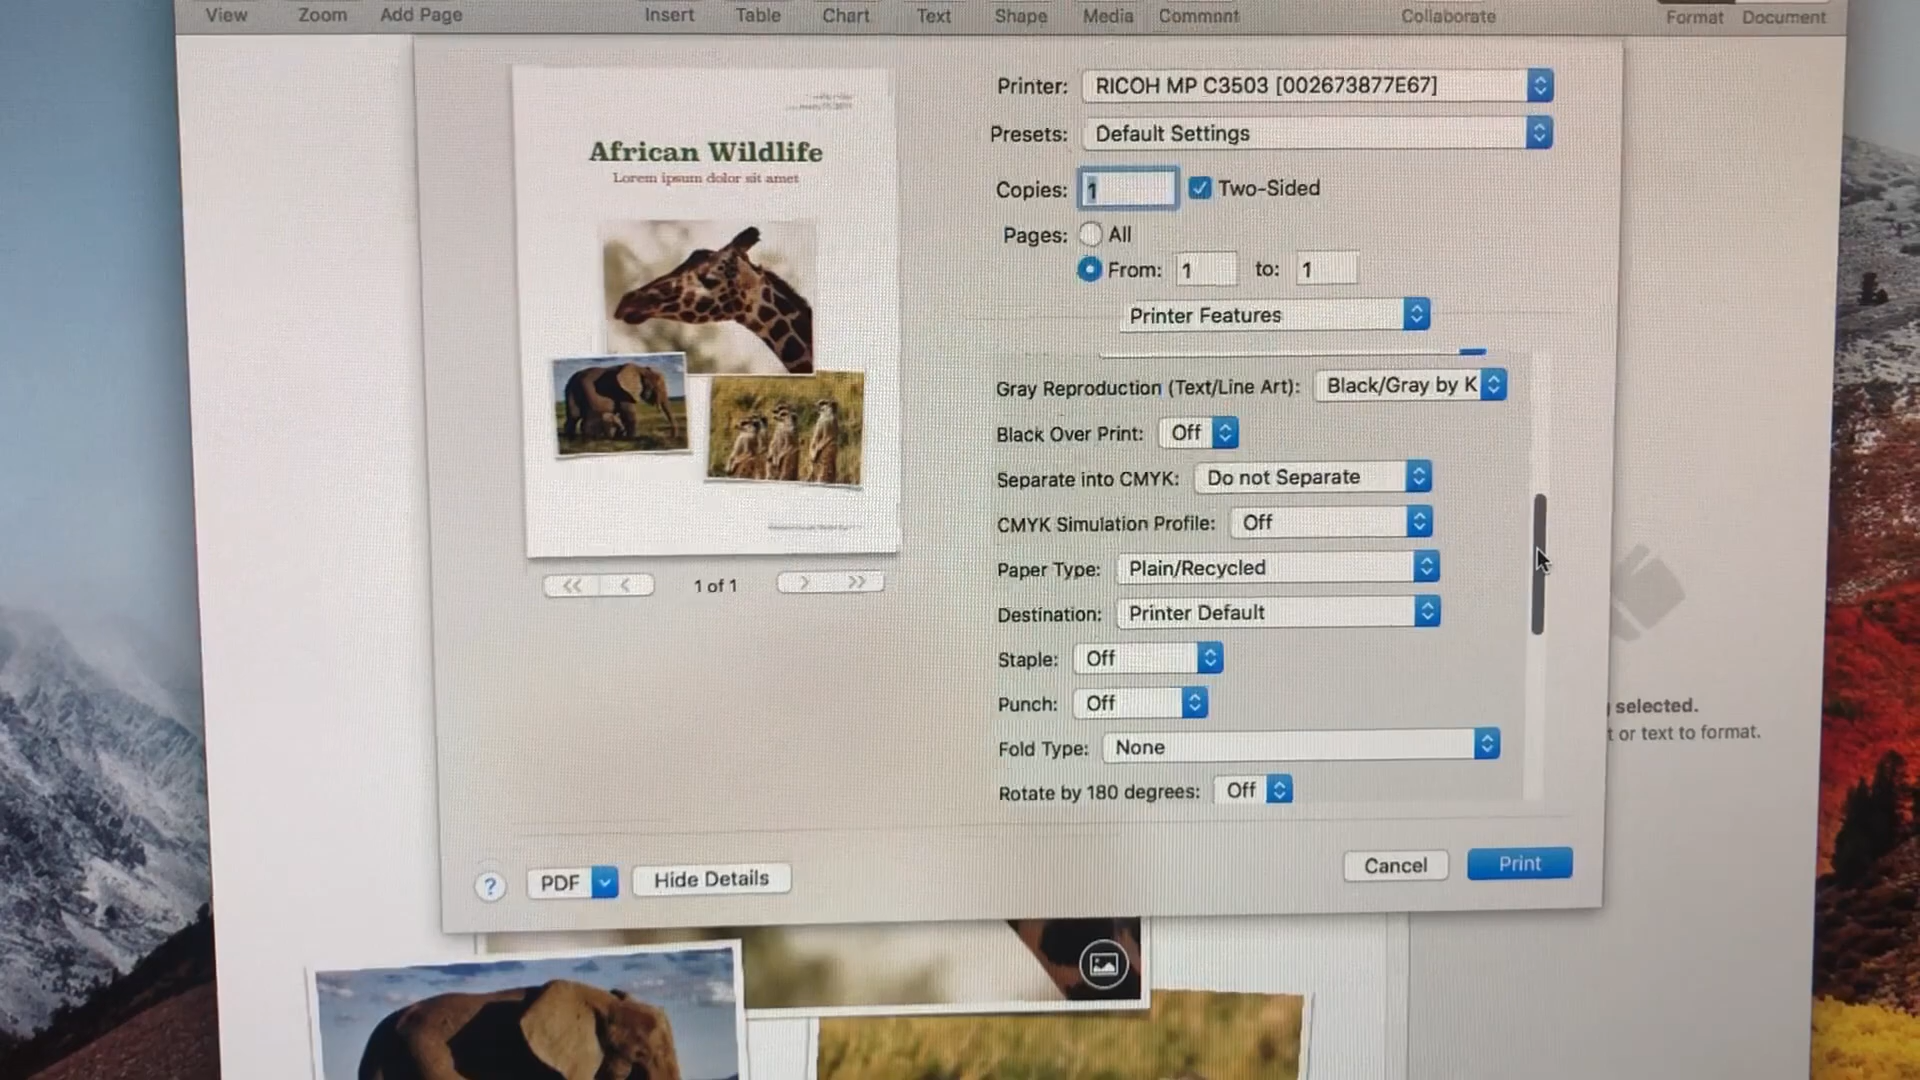 View Zoom Add Page Insert Table Chart Text Shape Media Commnt Collaborate Format Document
Printer: RICOH MP C3503 [002673877E67]
Presets: Default Settings
Copies: 1 Two-Sided
Pages: All
From: 1 to: 1
Printer Features
Gray Reproduction (Text/Line Art): Black/Gray by K
Black Over Print: Off
Separate into CMYK: Do not Separate
CMYK Simulation Profile: Off
Paper Type: Plain/Recycled
Destination: Printer Default
Staple: Off
Punch: Off
Fold Type: None
Rotate by 180 degrees: Off
African Wildlife
Lorem ipsum dolor sit amet
<< < 1 of 1 > >>
selected.
t or text to format.
? PDF Hide Details Cancel Print